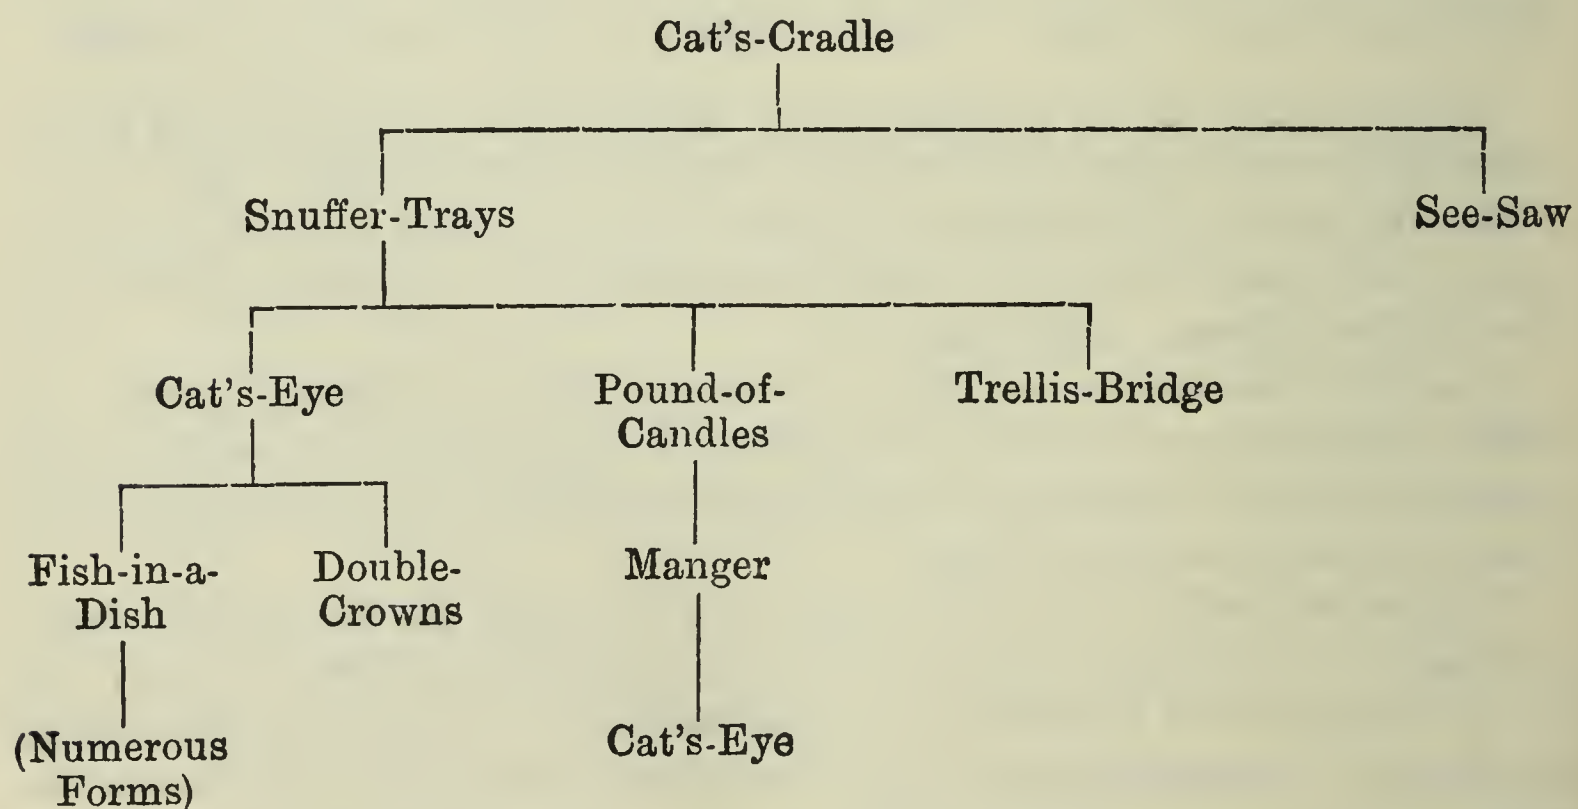 Cat's-Cradle
Snuffer-Trays
See-Saw
Cat's-Eye
Pound-of-
Candles
Trellis-Bridge
Fish-in-a-
Dish
Double-
Crowns
Manger
(Numerous
Forms)
Cat's-Eye